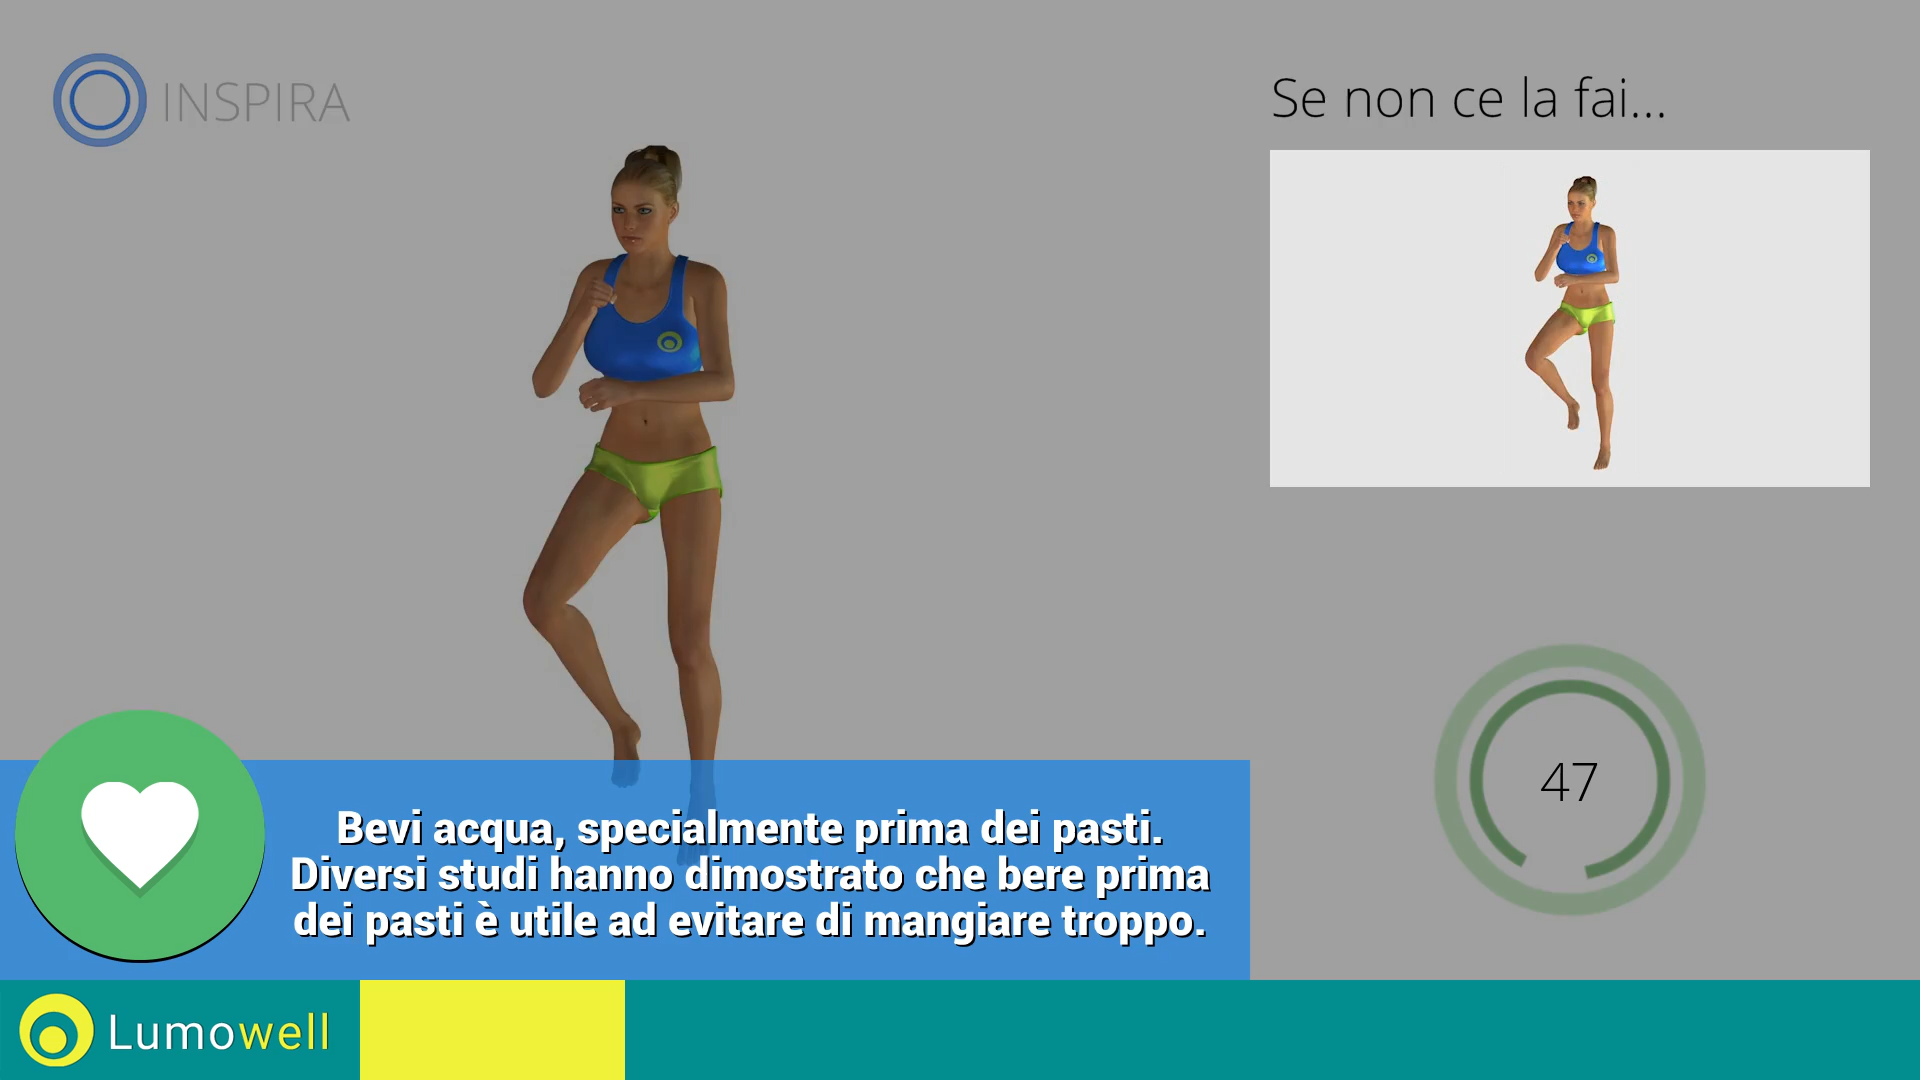 INSPIRA
Se non ce la fai...
47
Bevi acqua, specialmente prima dei pasti.
Diversi studi hanno dimostrato che bere prima
dei pasti è utile ad evitare di mangiare troppo.
Lumowell